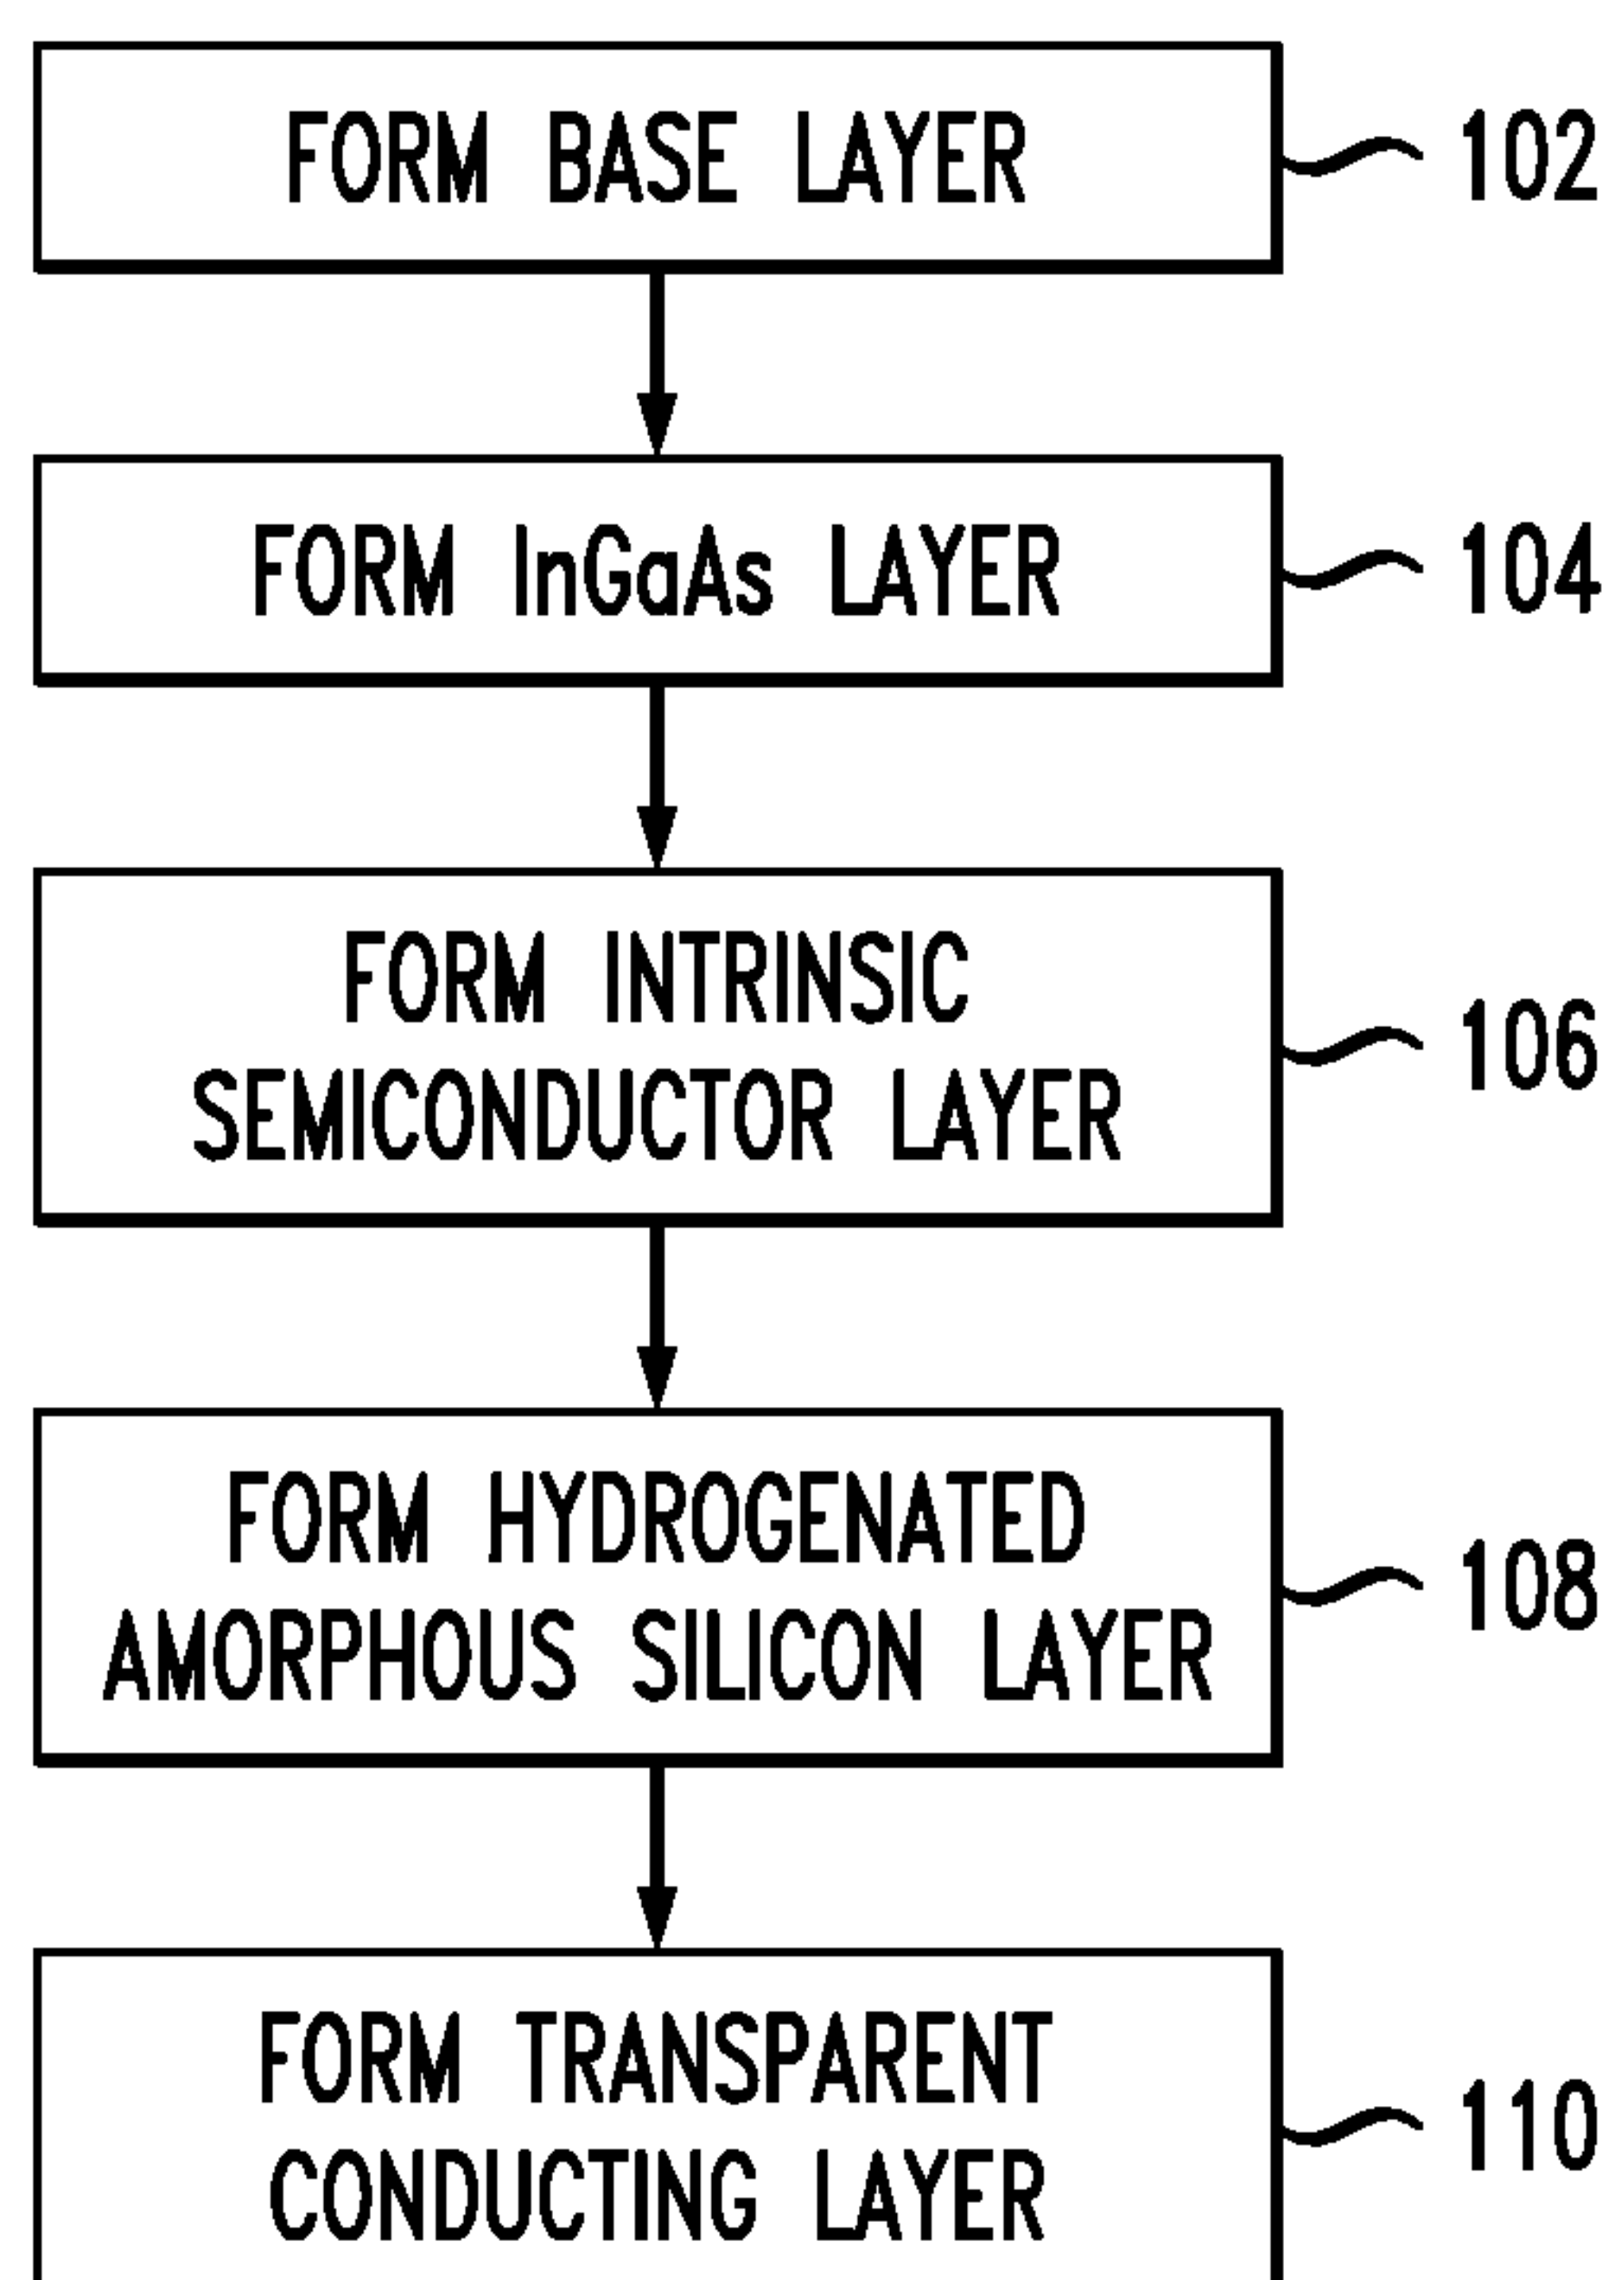 FORM BASE LAYER
102
FORM InGaAs LAYER
104
FORM INTRINSIC
SEMICONDUCTOR LAYER
106
FORM HYDROGENATED
AMORPHOUS SILICON LAYER
108
FORM TRANSPARENT
CONDUCTING LAYER
110